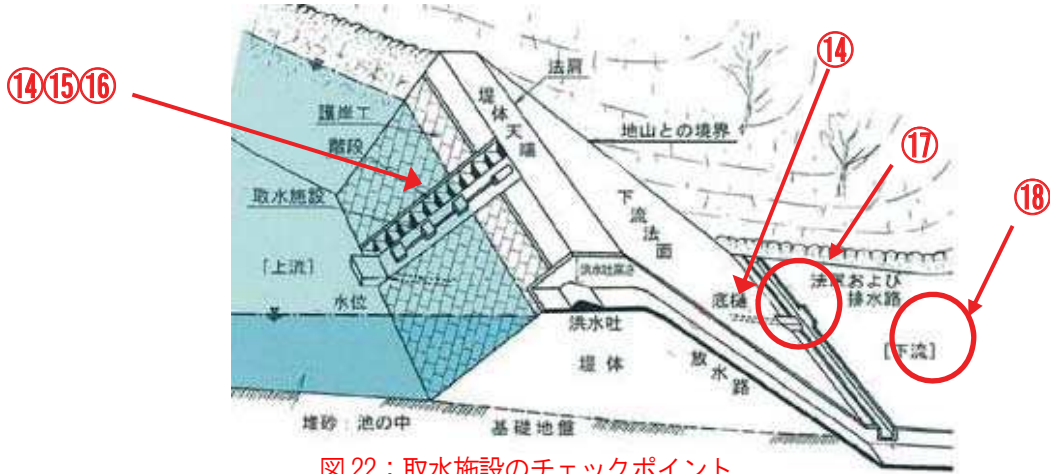 ⑭⑮⑯
⑭
⑰
⑱
法肩
堤体天端
護岸工
階段
地山との境界
取水施設
下流法面
[上流]
水位
底樋
法尻および
排水路
[下流]
洪水吐
堤体
放水路
堆砂:池の中
基礎地盤
図22:取水施設のチェックポイント